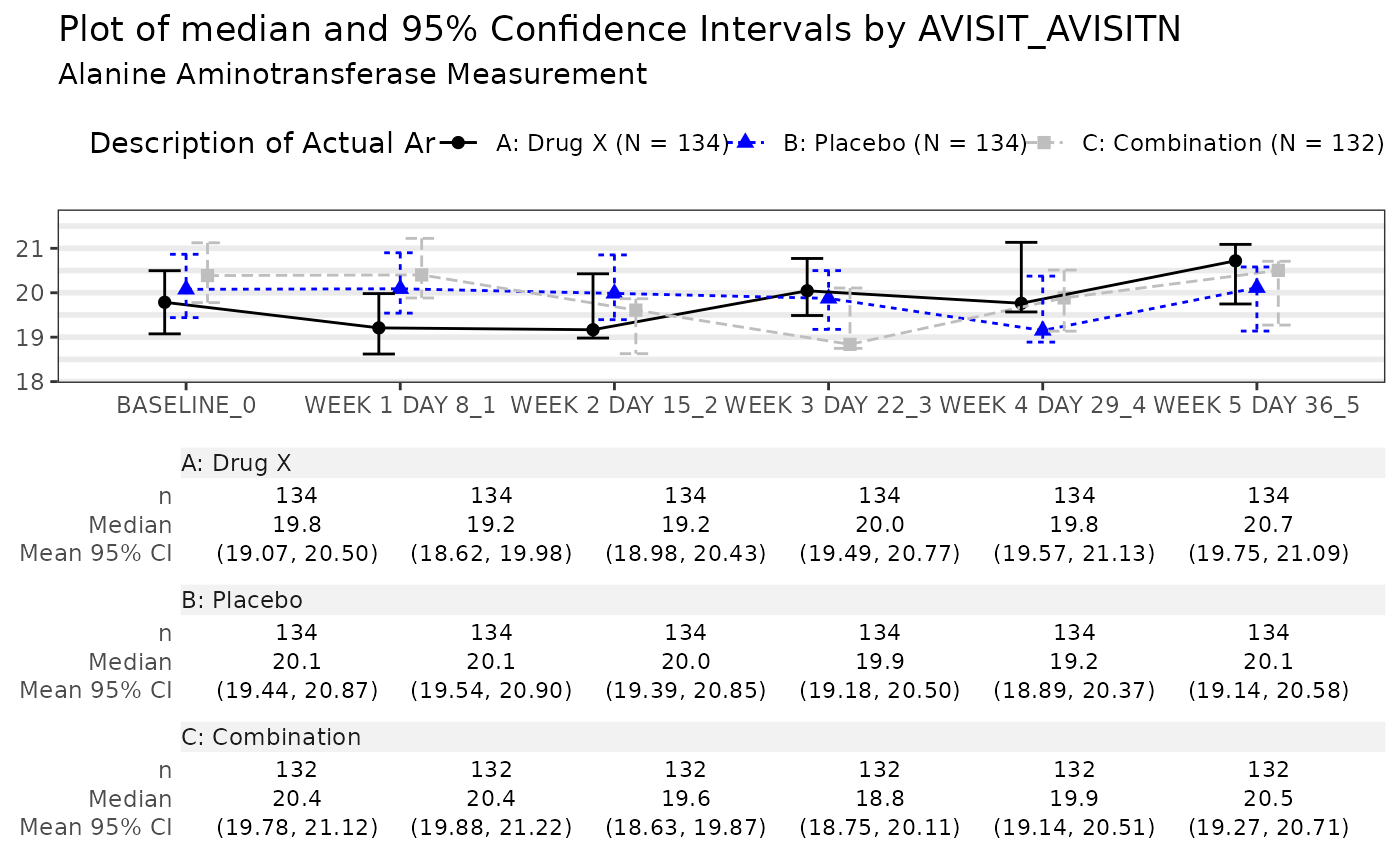 Plot of median and 95% Confidence Intervals by AVISIT_AVISITN
Alanine Aminotransferase Measurement
Description of Actual Ar A: Drug X (N = 134) B: Placebo (N = 134) C: Combination (N = 132)
21
20
19
18
BASELINE_0 WEEK 1 DAY 8_1 WEEK 2 DAY 15_2 WEEK 3 DAY 22_3 WEEK 4 DAY 29_4 WEEK 5 DAY 36_5
A: Drug X
n 134 134 134 134 134 134
Median 19.8 19.2 19.2 20.0 19.8 20.7
Mean 95% CI (19.07, 20.50) (18.62, 19.98) (18.98, 20.43) (19.49, 20.77) (19.57, 21.13) (19.75, 21.09)
B: Placebo
n 134 134 134 134 134 134
Median 20.1 20.1 20.0 19.9 19.2 20.1
Mean 95% CI (19.44, 20.87) (19.54, 20.90) (19.39, 20.85) (19.18, 20.50) (18.89, 20.37) (19.14, 20.58)
C: Combination
n 132 132 132 132 132 132
Median 20.4 20.4 19.6 18.8 19.9 20.5
Mean 95% CI (19.78, 21.12) (19.88, 21.22) (18.63, 19.87) (18.75, 20.11) (19.14, 20.51) (19.27, 20.71)